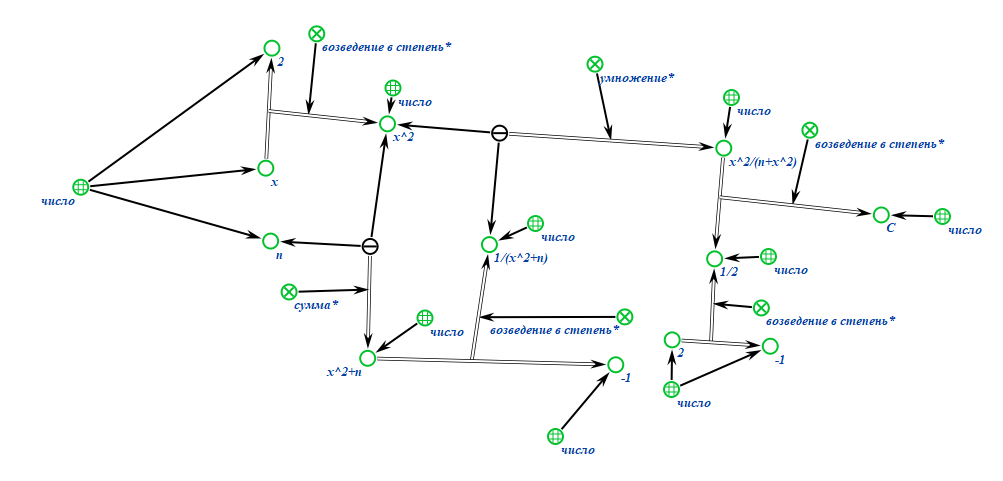 возведение в степень*
2
умножение*
число
число
x^2
возведение в степень*
x^2/(n+x^2)
x
число
C
число
число
n
1/(x^2+n)
1/2
число
сумма*
число
возведение в степень*
возведение в степень*
2
-1
x^2+n
-1
число
число